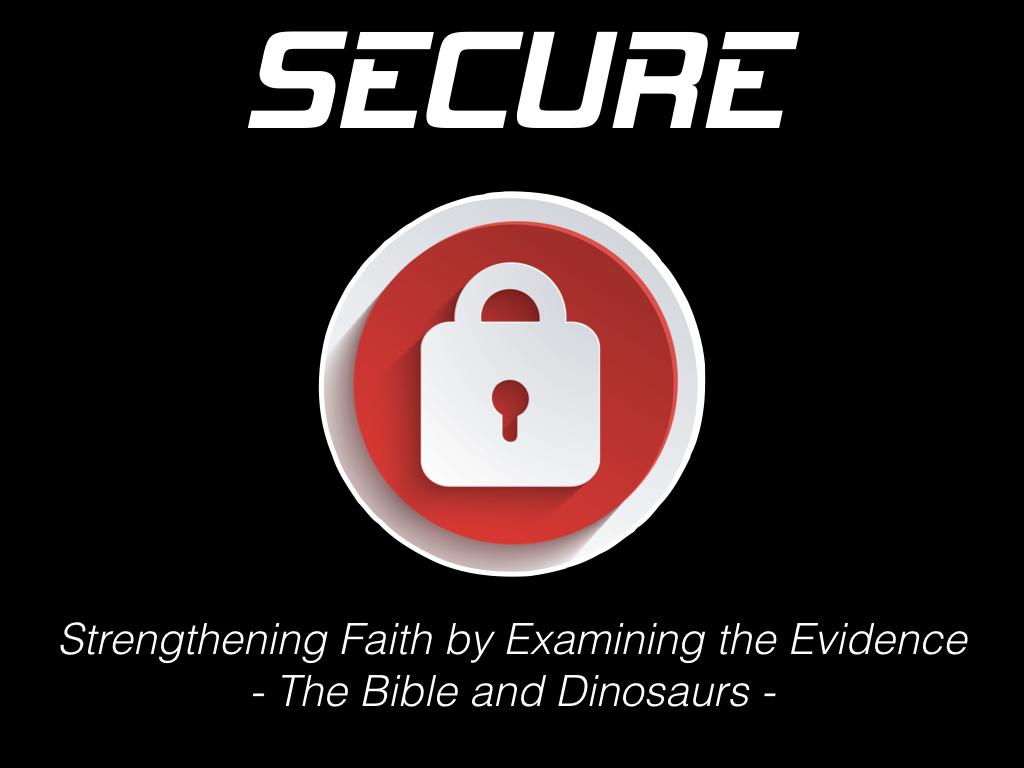 SECURE
Strengthening Faith by Examining the Evidence
- The Bible and Dinosaurs -